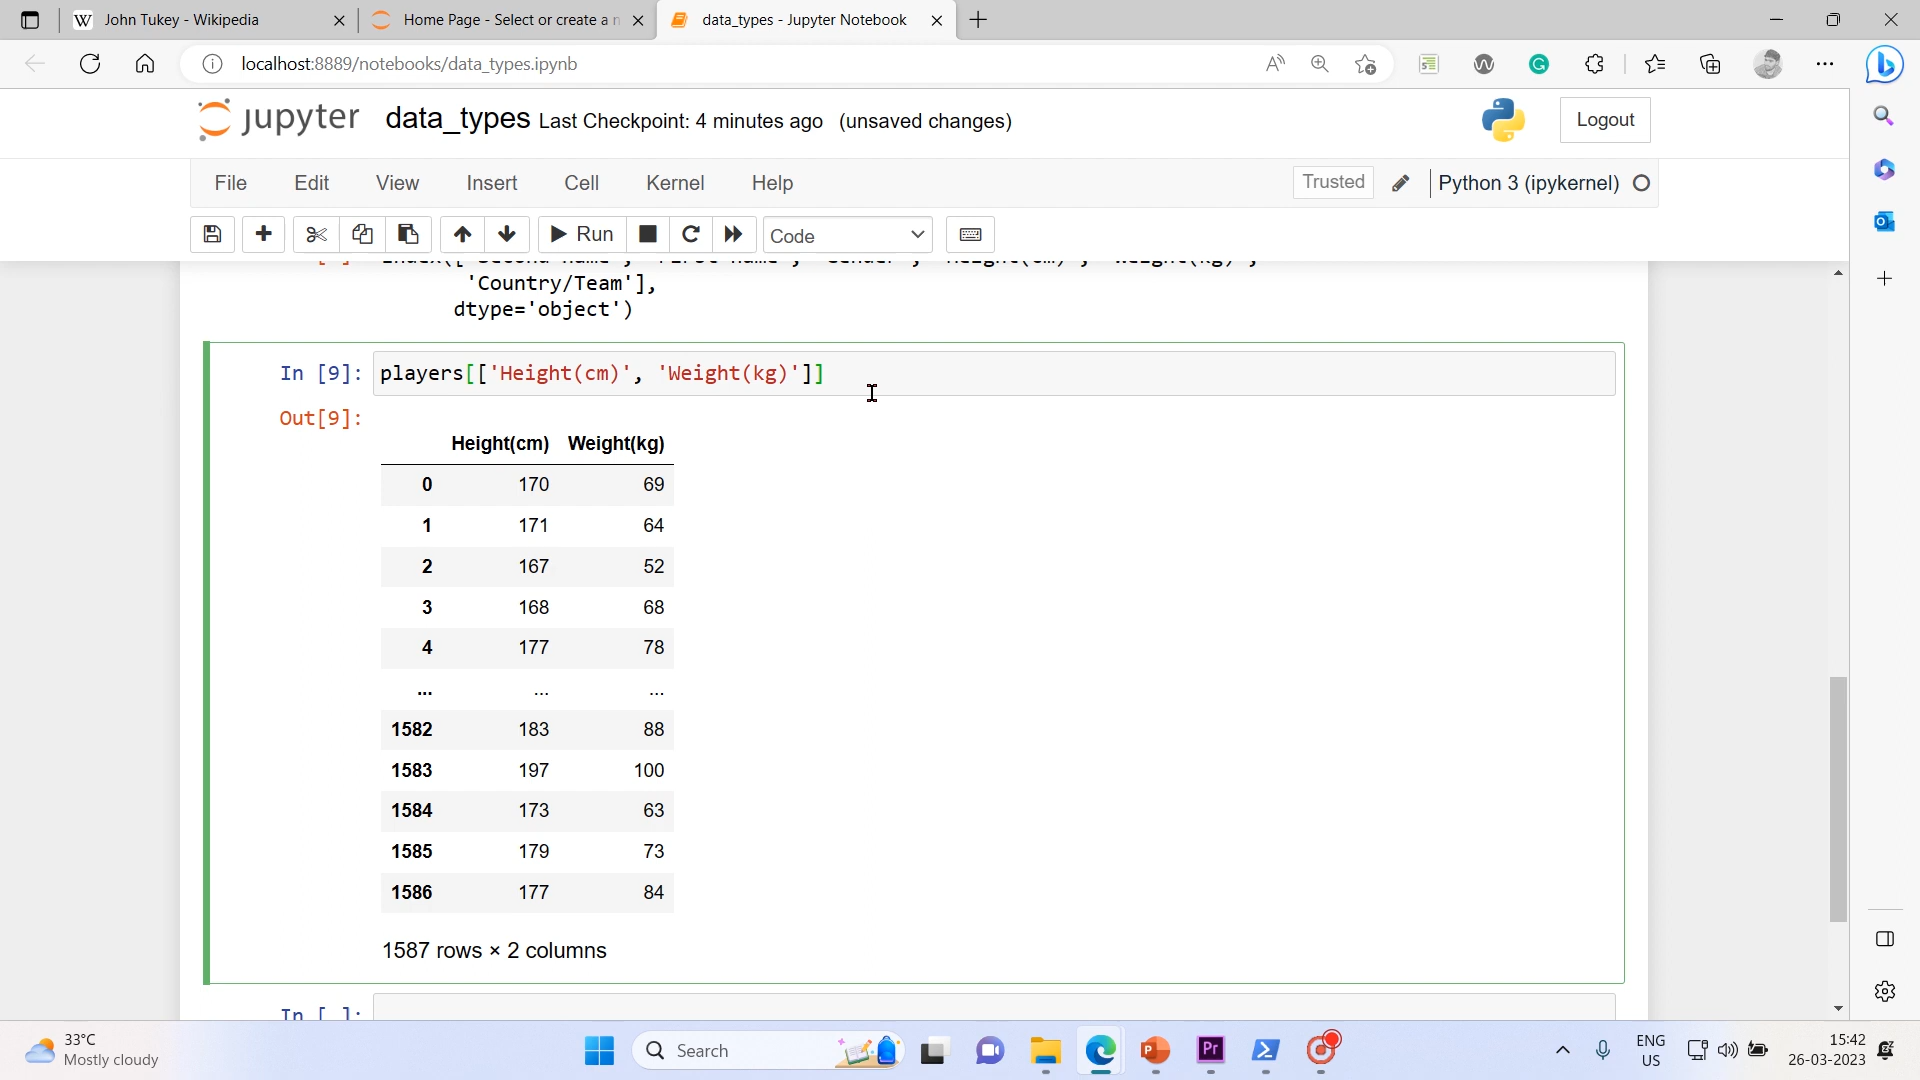 John Tukey - Wikipedia
Home Page - Select or create a n
data_types - Jupyter Notebook
localhost:8889/notebooks/data_types.ipynb
jupyter data_types Last Checkpoint: 4 minutes ago (unsaved changes)
Logout
File Edit View Insert Cell Kernel Help
Trusted Python 3 (ipykernel)
Run Code
'Country/Team'],
dtype='object')
In [9]: players[['Height(cm)', 'Weight(kg)']]
Out[9]:
Height(cm) Weight(kg)
0 170 69
1 171 64
2 167 52
3 168 68
4 177 78
... ... ...
1582 183 88
1583 197 100
1584 173 63
1585 179 73
1586 177 84
1587 rows × 2 columns
In [ ]:
33°C
Mostly cloudy
Search
Pr
ENG
US
15:42
26-03-2023